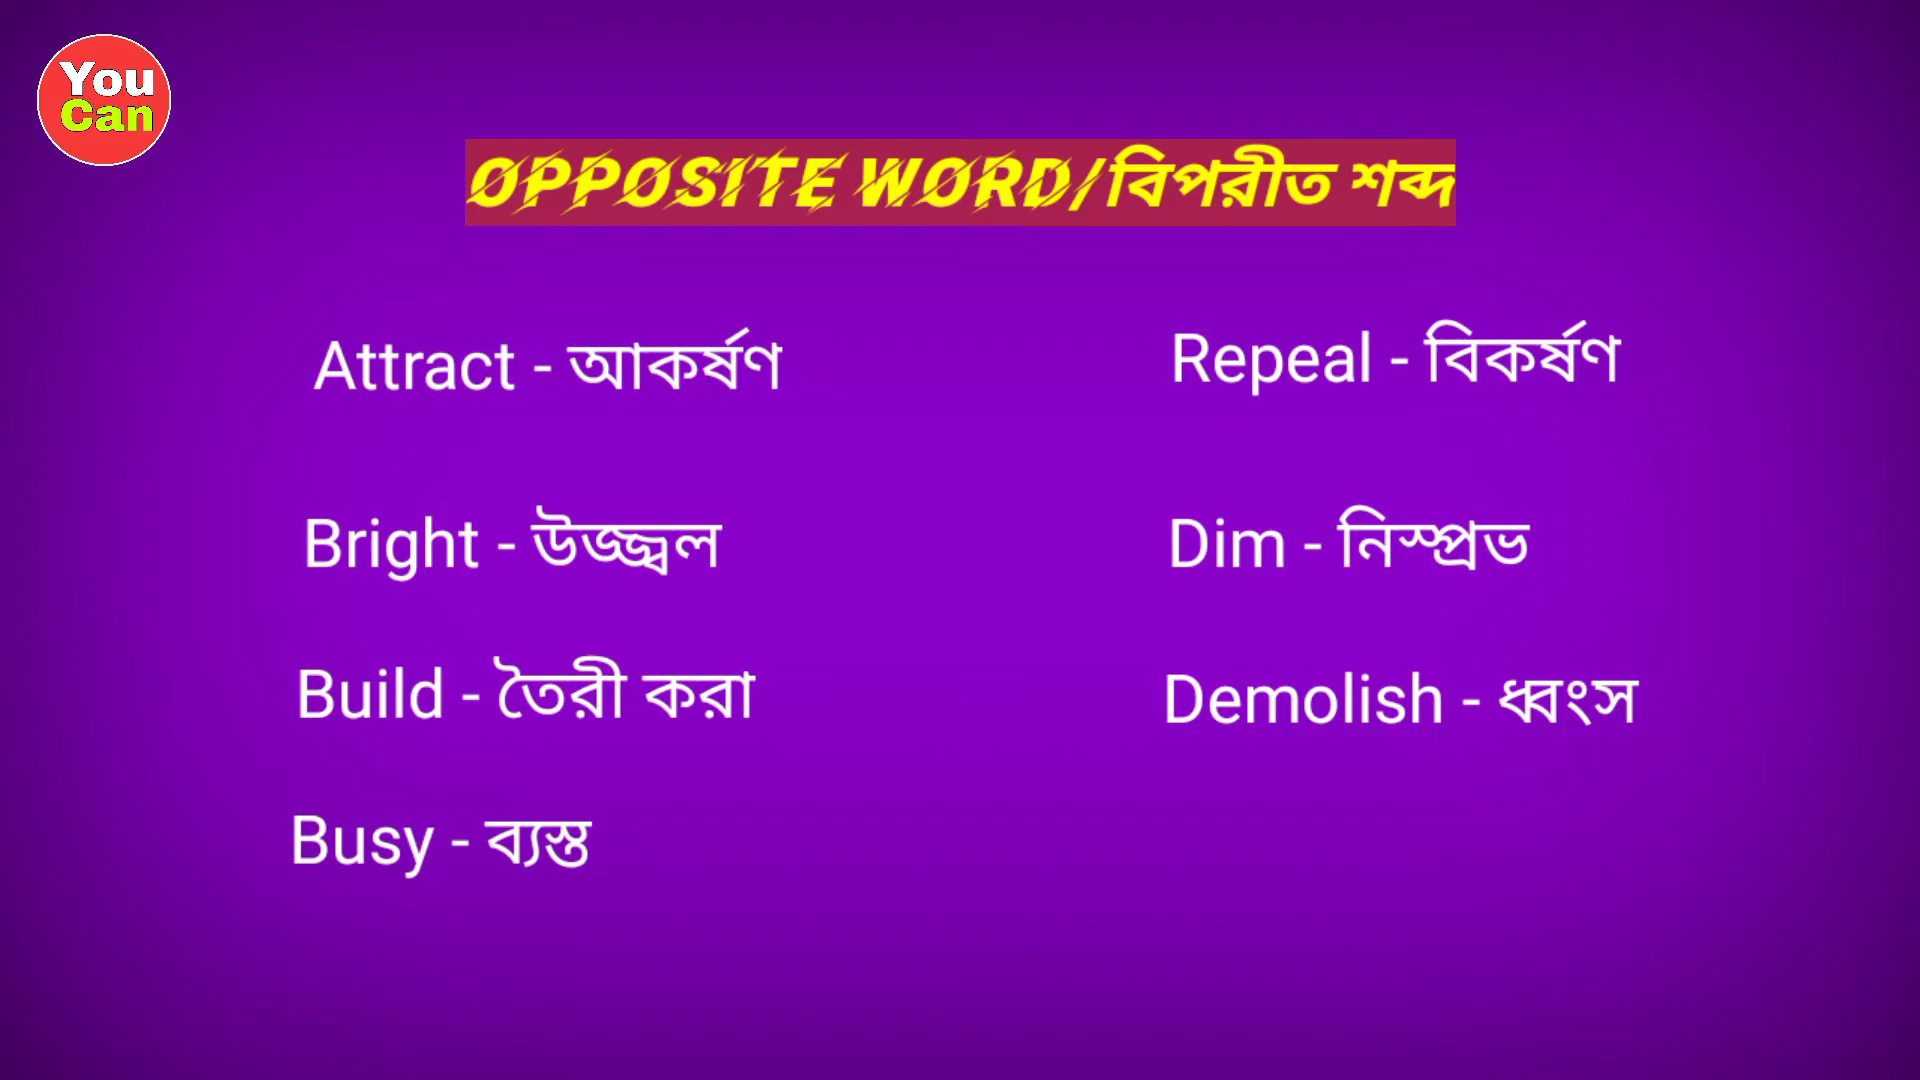 You
Can
OPPOSITE WORD/বিপরীত শব্দ
Attract - আকর্ষণ
Repeal - বিকর্ষণ
Bright - উজ্জ্বল
Dim - নিস্প্রভ
Build - তৈরী করা
Demolish - ধ্বংস
Busy - ব্যস্ত